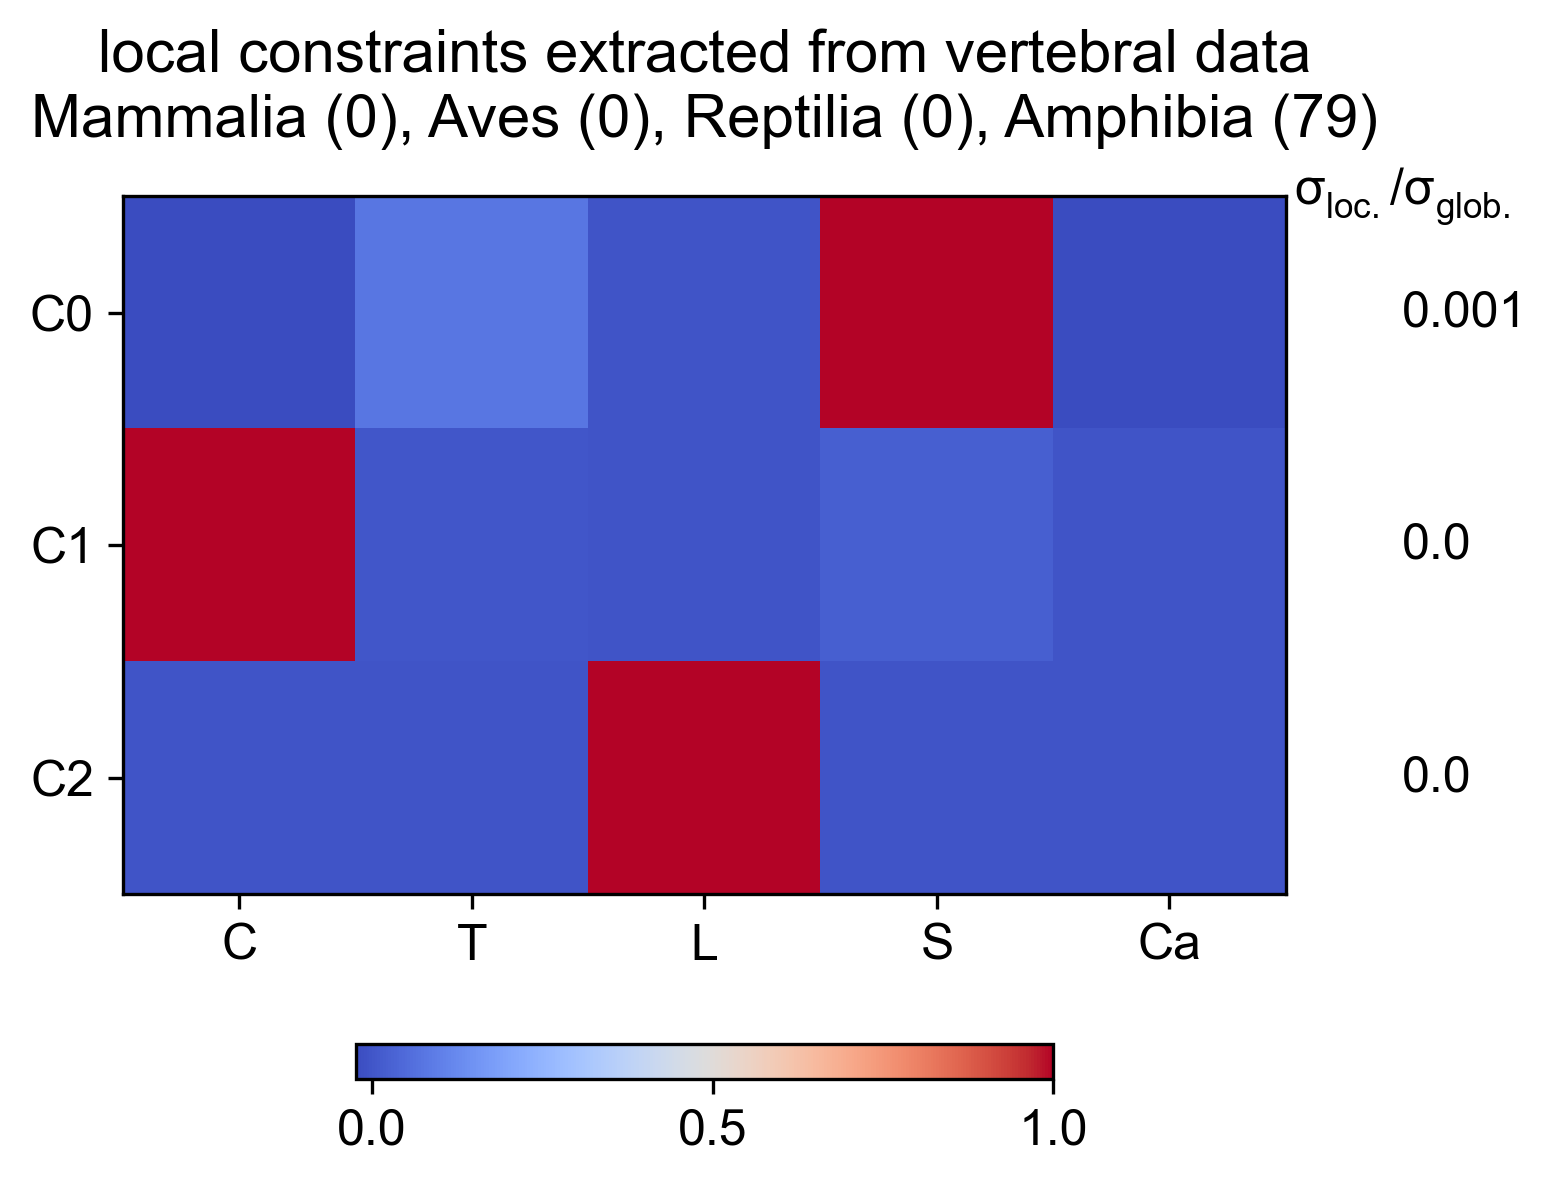 local constraints extracted from vertebral data
Mammalia (0), Aves (0), Reptilia (0), Amphibia (79)
σloc. /σglob.
C0 0.001
C1 0.0
C2 0.0
C T L S Ca
0.0 0.5 1.0